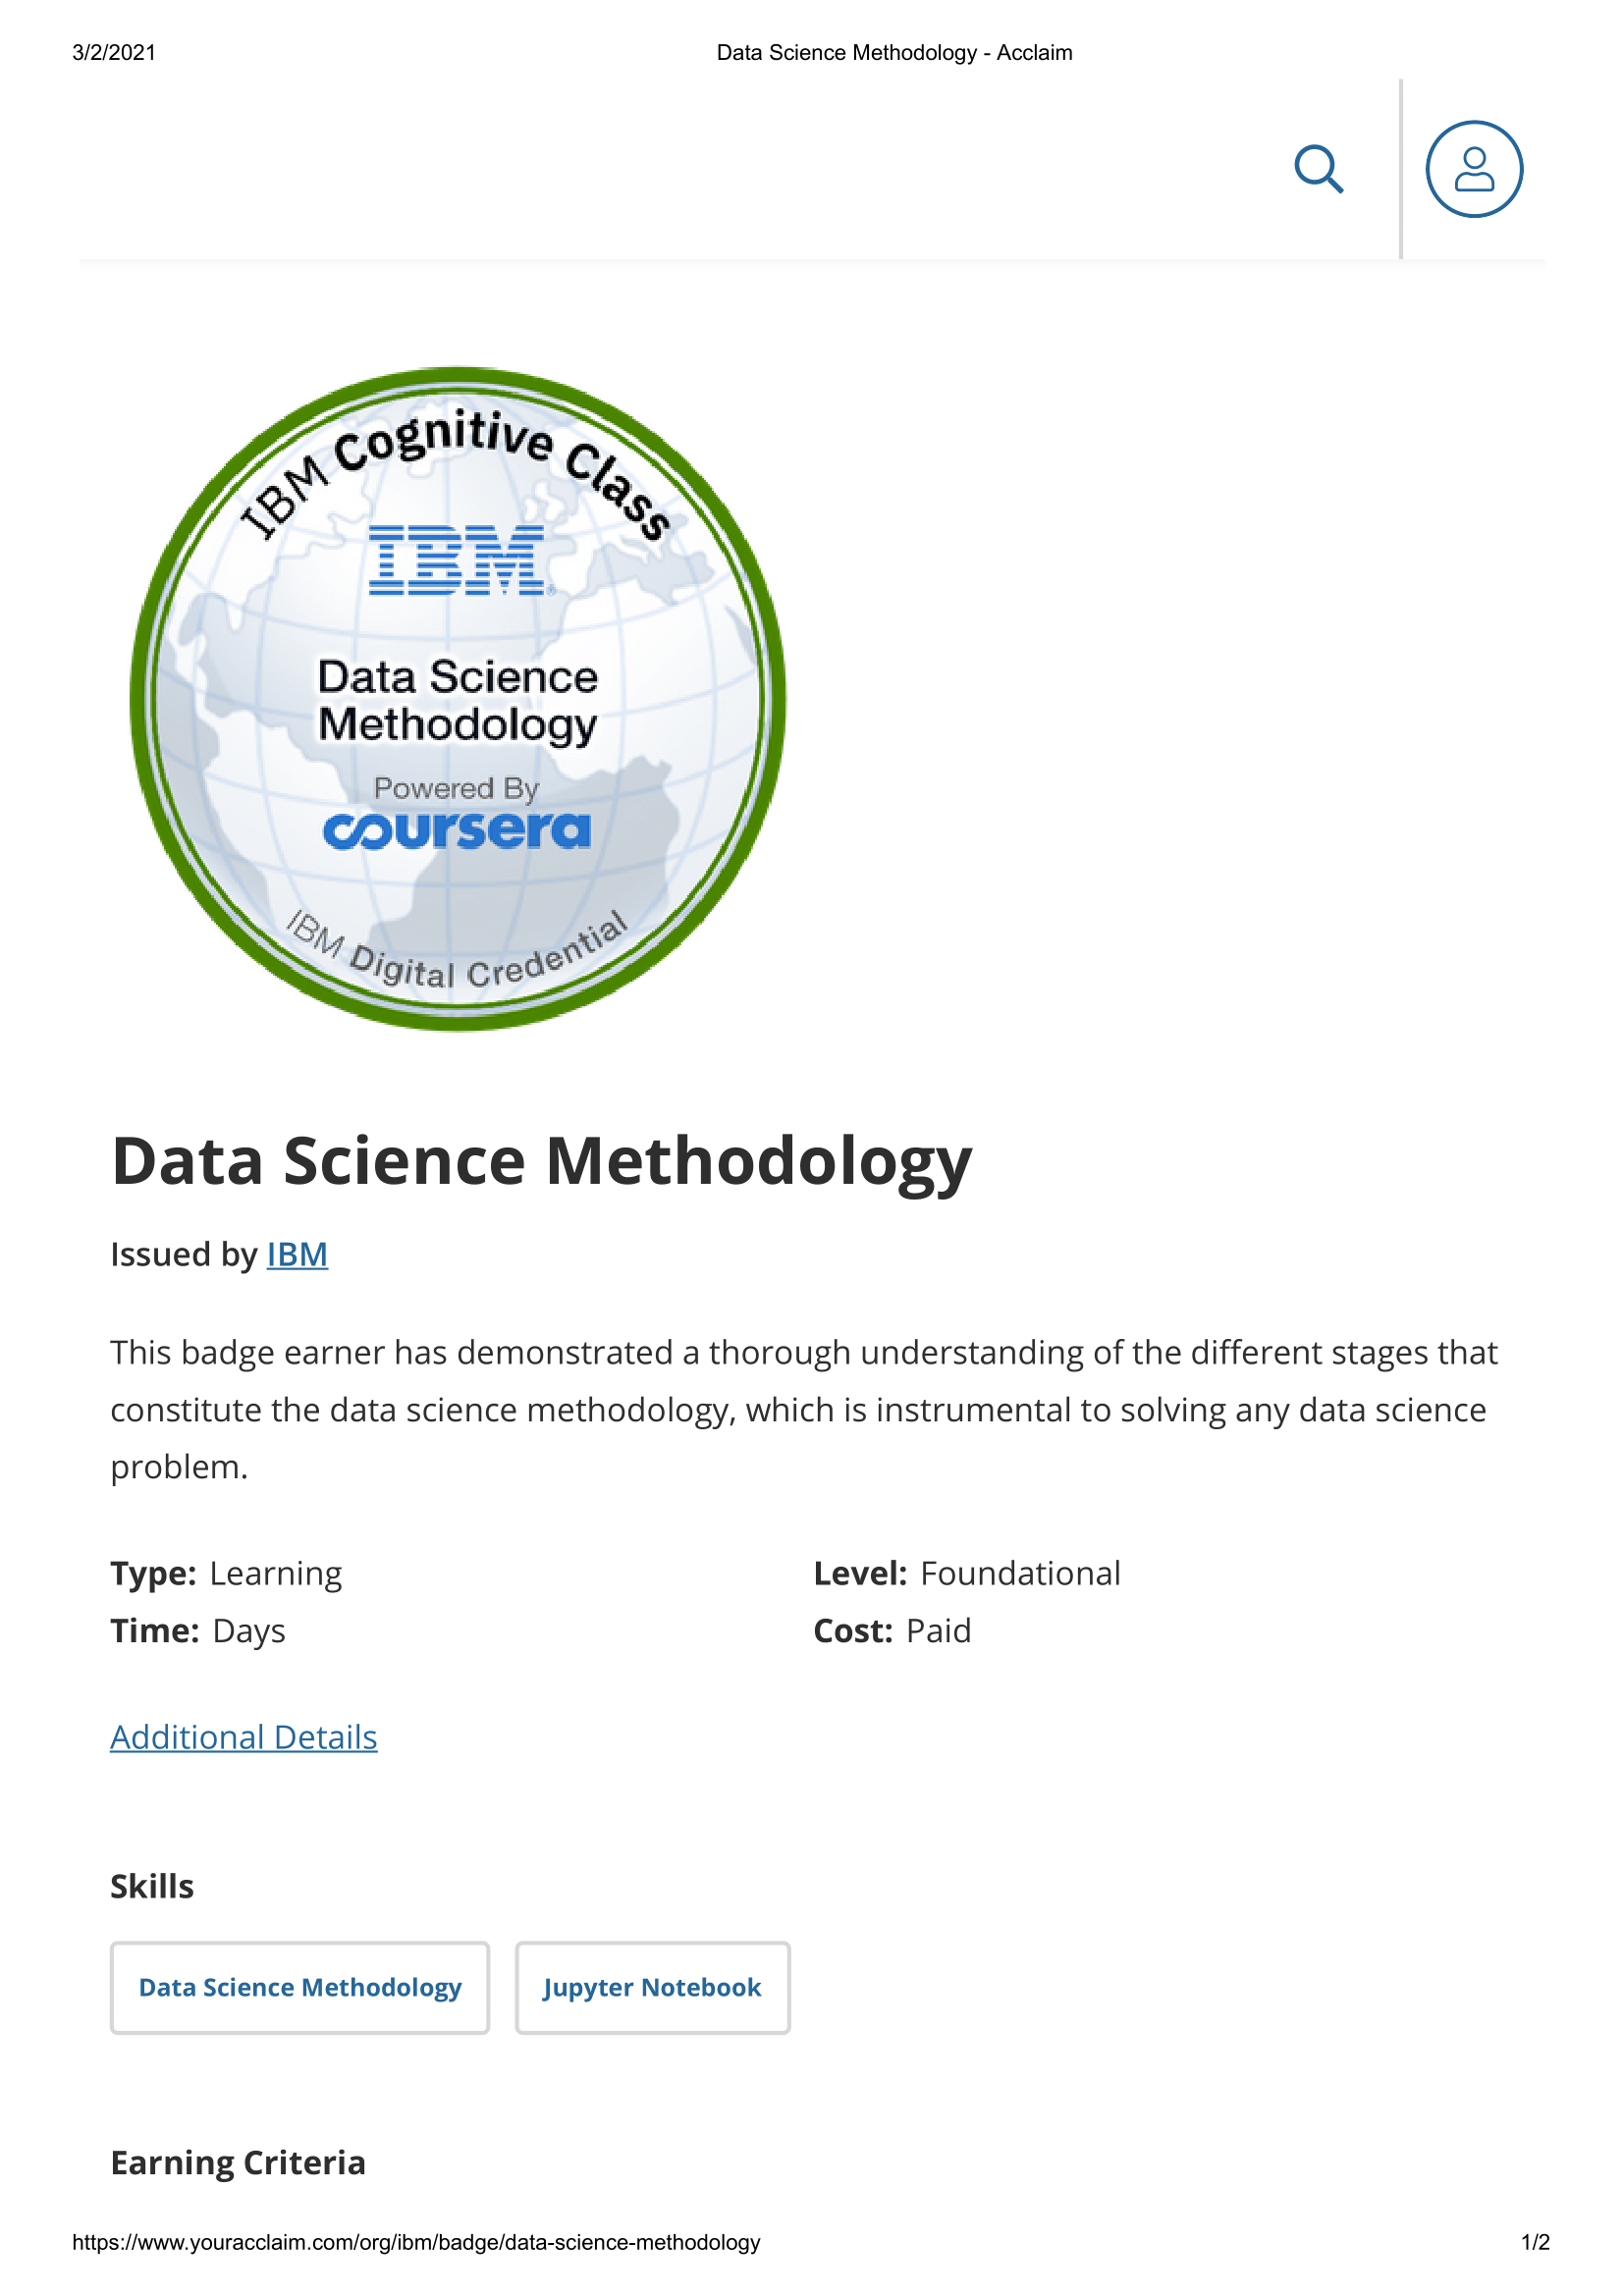 3/2/2021
Data Science Methodology - Acclaim
IBM Cognitive Class
IBM®
Data Science
Methodology
Powered By
coursera
IBM Digital Credential
Data Science Methodology
Issued by IBM
This badge earner has demonstrated a thorough understanding of the different stages that
constitute the data science methodology, which is instrumental to solving any data science
problem.
Type: Learning
Level: Foundational
Time: Days
Cost: Paid
Additional Details
Skills
Data Science Methodology
Jupyter Notebook
Earning Criteria
https://www.youracclaim.com/org/ibm/badge/data-science-methodology
1/2